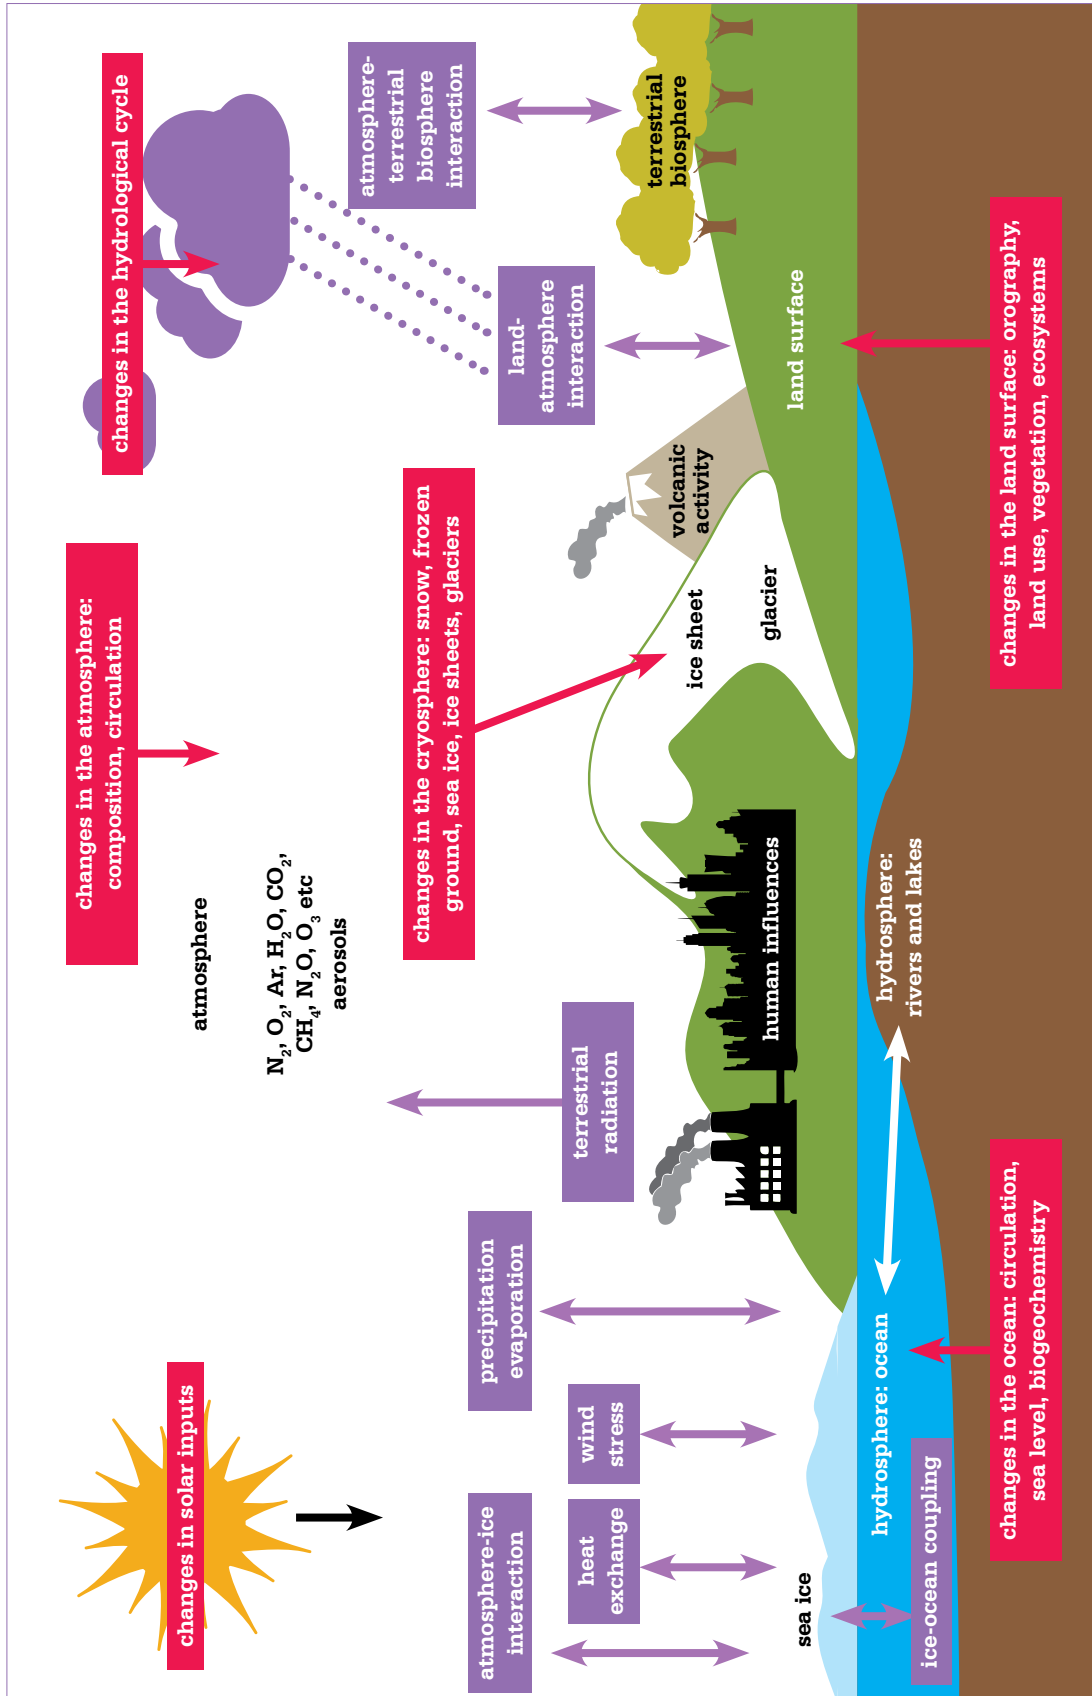 changes in solar inputs
changes in the atmosphere:
composition, circulation
changes in the hydrological cycle
atmosphere
N₂, O₂, Ar, H₂O, CO₂,
CH₄, N₂O, O₃ etc
aerosols
atmosphere-
terrestrial
biosphere
interaction
changes in the cryosphere: snow, frozen
ground, sea ice, ice sheets, glaciers
land-
atmosphere
interaction
atmosphere-ice
interaction
precipitation
evaporation
heat
exchange
wind
stress
terrestrial
radiation
volcanic
activity
terrestrial
biosphere
ice sheet
glacier
human influences
land surface
sea ice
hydrosphere: ocean
hydrosphere:
rivers and lakes
ice-ocean coupling
changes in the ocean: circulation,
sea level, biogeochemistry
changes in the land surface: orography,
land use, vegetation, ecosystems